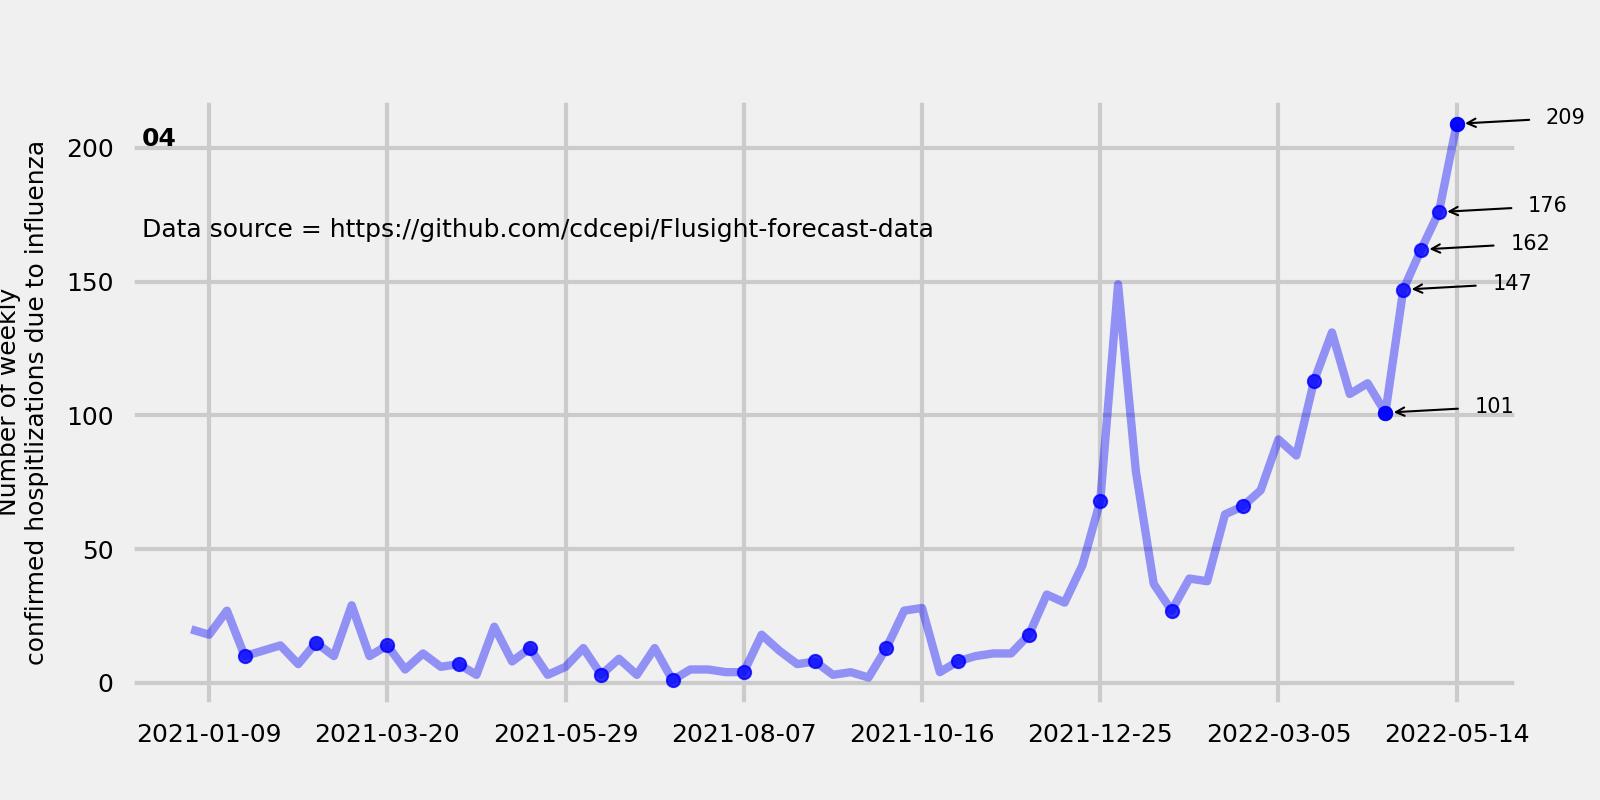 04
Data source = https://github.com/cdcepi/Flusight-forecast-data
Number of weekly
confirmed hospitlizations due to influenza
200
150
100
50
0
209
176
162
147
101
2021-01-09 2021-03-20 2021-05-29 2021-08-07 2021-10-16 2021-12-25 2022-03-05 2022-05-14